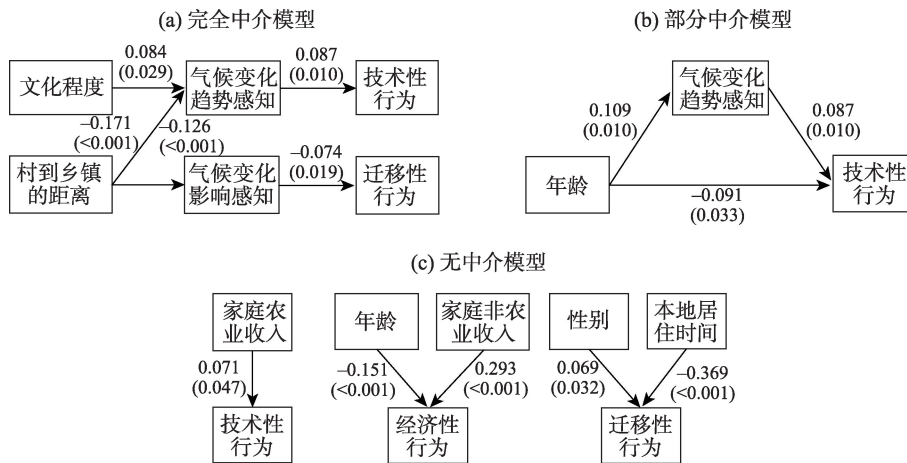 (a) 完全中介模型
文化程度
0.084
(0.029)
气候变化
趋势感知
0.087
(0.010)
技术性
行为
–0.171
(<0.001)
–0.126
(<0.001)
村到乡镇
的距离
气候变化
影响感知
–0.074
(0.019)
迁移性
行为
(b) 部分中介模型
气候变化
趋势感知
0.109
(0.010)
0.087
(0.010)
年龄
–0.091
(0.033)
技术性
行为
(c) 无中介模型
家庭农
业收入
0.071
(0.047)
技术性
行为
年龄
家庭非农
业收入
–0.151
(<0.001)
0.293
(<0.001)
经济性
行为
性别
本地居
住时间
0.069
(0.032)
–0.369
(<0.001)
迁移性
行为